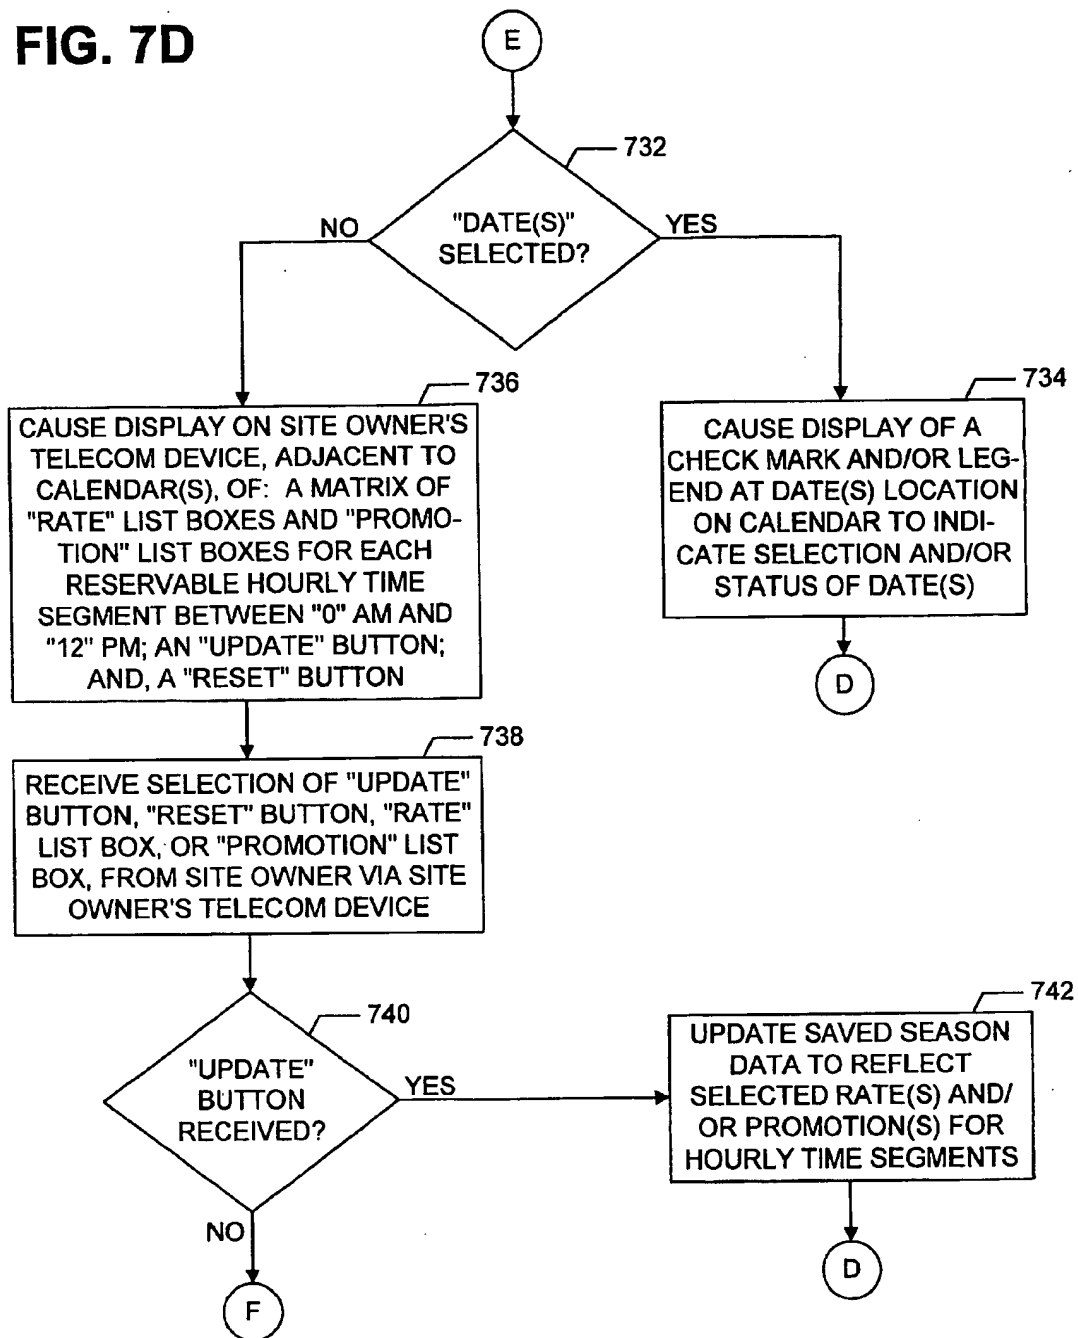 FIG. 7D
E
732
"DATE(S)"
SELECTED?
NO
YES
736
CAUSE DISPLAY ON SITE OWNER'S
TELECOM DEVICE, ADJACENT TO
CALENDAR(S), OF: A MATRIX OF
"RATE" LIST BOXES AND "PROMO-
TION" LIST BOXES FOR EACH
RESERVABLE HOURLY TIME
SEGMENT BETWEEN "0" AM AND
"12" PM; AN "UPDATE" BUTTON;
AND, A "RESET" BUTTON
734
CAUSE DISPLAY OF A
CHECK MARK AND/OR LEG-
END AT DATE(S) LOCATION
ON CALENDAR TO INDI-
CATE SELECTION AND/OR
STATUS OF DATE(S)
D
738
RECEIVE SELECTION OF "UPDATE"
BUTTON, "RESET" BUTTON, "RATE"
LIST BOX, OR "PROMOTION" LIST
BOX, FROM SITE OWNER VIA SITE
OWNER'S TELECOM DEVICE
740
"UPDATE"
BUTTON
RECEIVED?
YES
NO
742
UPDATE SAVED SEASON
DATA TO REFLECT
SELECTED RATE(S) AND/
OR PROMOTION(S) FOR
HOURLY TIME SEGMENTS
D
F